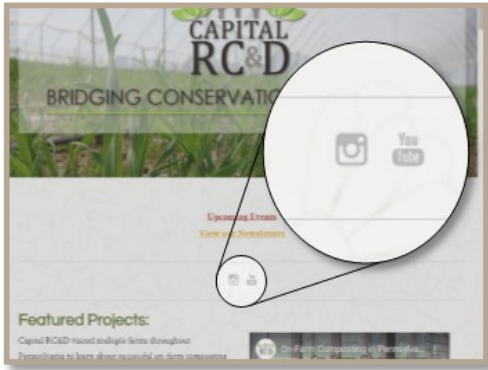 CAPITAL
RC&D
BRIDGING CONSERVATIO
You
Tube
Upcoming Events
View our Newsletters
Featured Projects:
Capital RC&D visited multiple farms throughout
Pennsylvania to learn about successful on-farm composting
On-Farm Composting in Pennsylva...